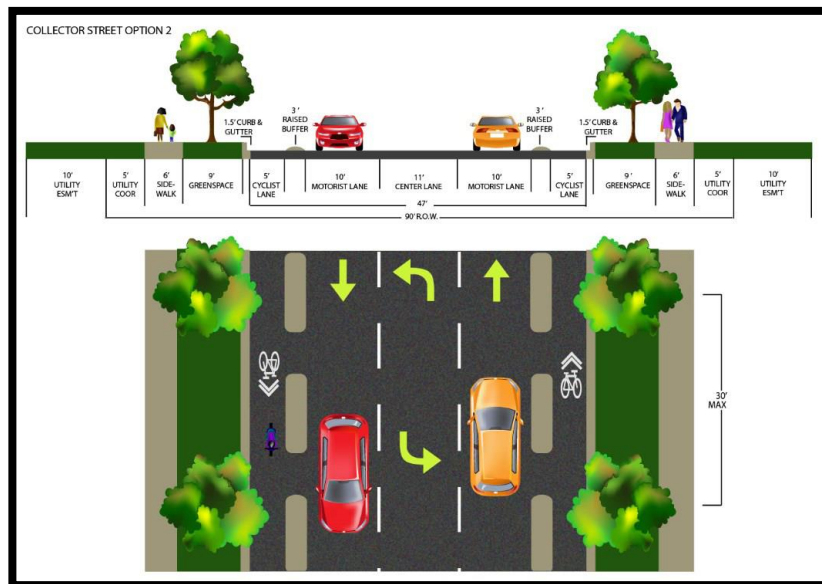 COLLECTOR STREET OPTION 2
1.5' CURB &
GUTTER
3 '
RAISED
BUFFER
3 '
RAISED
BUFFER
1.5' CURB &
GUTTER
10'
UTILITY
ESM'T
5'
UTILITY
COOR
6'
SIDE-
WALK
9'
GREENSPACE
5'
CYCLIST
LANE
10'
MOTORIST LANE
11'
CENTER LANE
10'
MOTORIST LANE
5'
CYCLIST
LANE
9 '
GREENSPACE
6'
SIDE-
WALK
5'
UTILITY
COOR
10'
UTILITY
ESM'T
47'
90' R.O.W.
30'
MAX